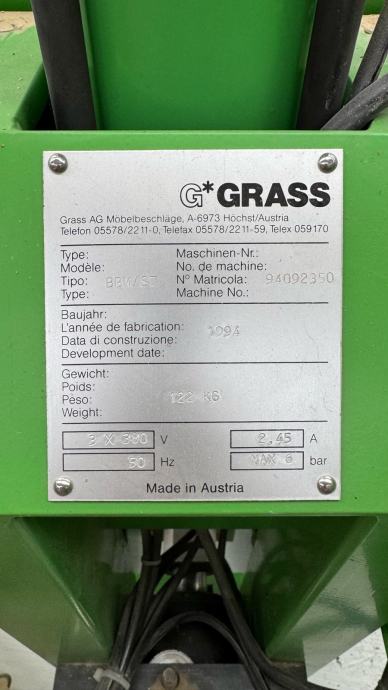 G*GRASS
Grass AG Möbelbeschläge, A-6973 Höchst/Austria
Telefon 05578/2211-0, Telefax 05578/2211-59, Telex 059170
Type: Maschinen-Nr.:
Modèle: No. de machine:
Tipo: N° Matricola: 94092350
Type: Machine No.:
Baujahr:
L'année de fabrication: 1994
Data di construzione:
Development date:
Gewicht:
Poids:
Peso: 122 KG
Weight:
3 X 380 V 2,45 A
50 Hz MAX 6 bar
Made in Austria